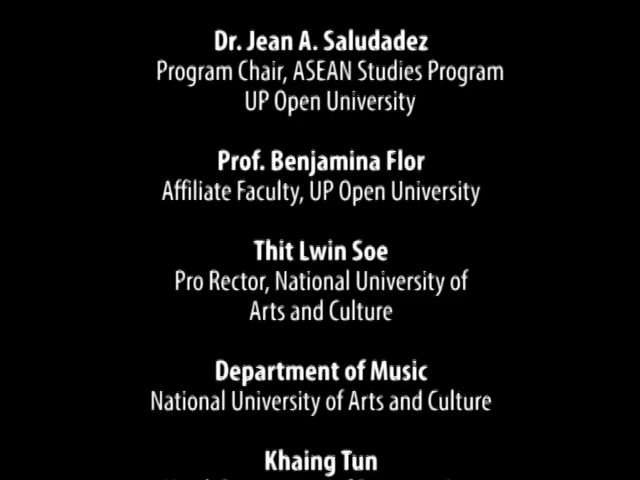 Dr. Jean A. Saludadez
Program Chair, ASEAN Studies Program
UP Open University
Prof. Benjamina Flor
Affiliate Faculty, UP Open University
Thit Lwin Soe
Pro Rector, National University of
Arts and Culture
Department of Music
National University of Arts and Culture
Khaing Tun